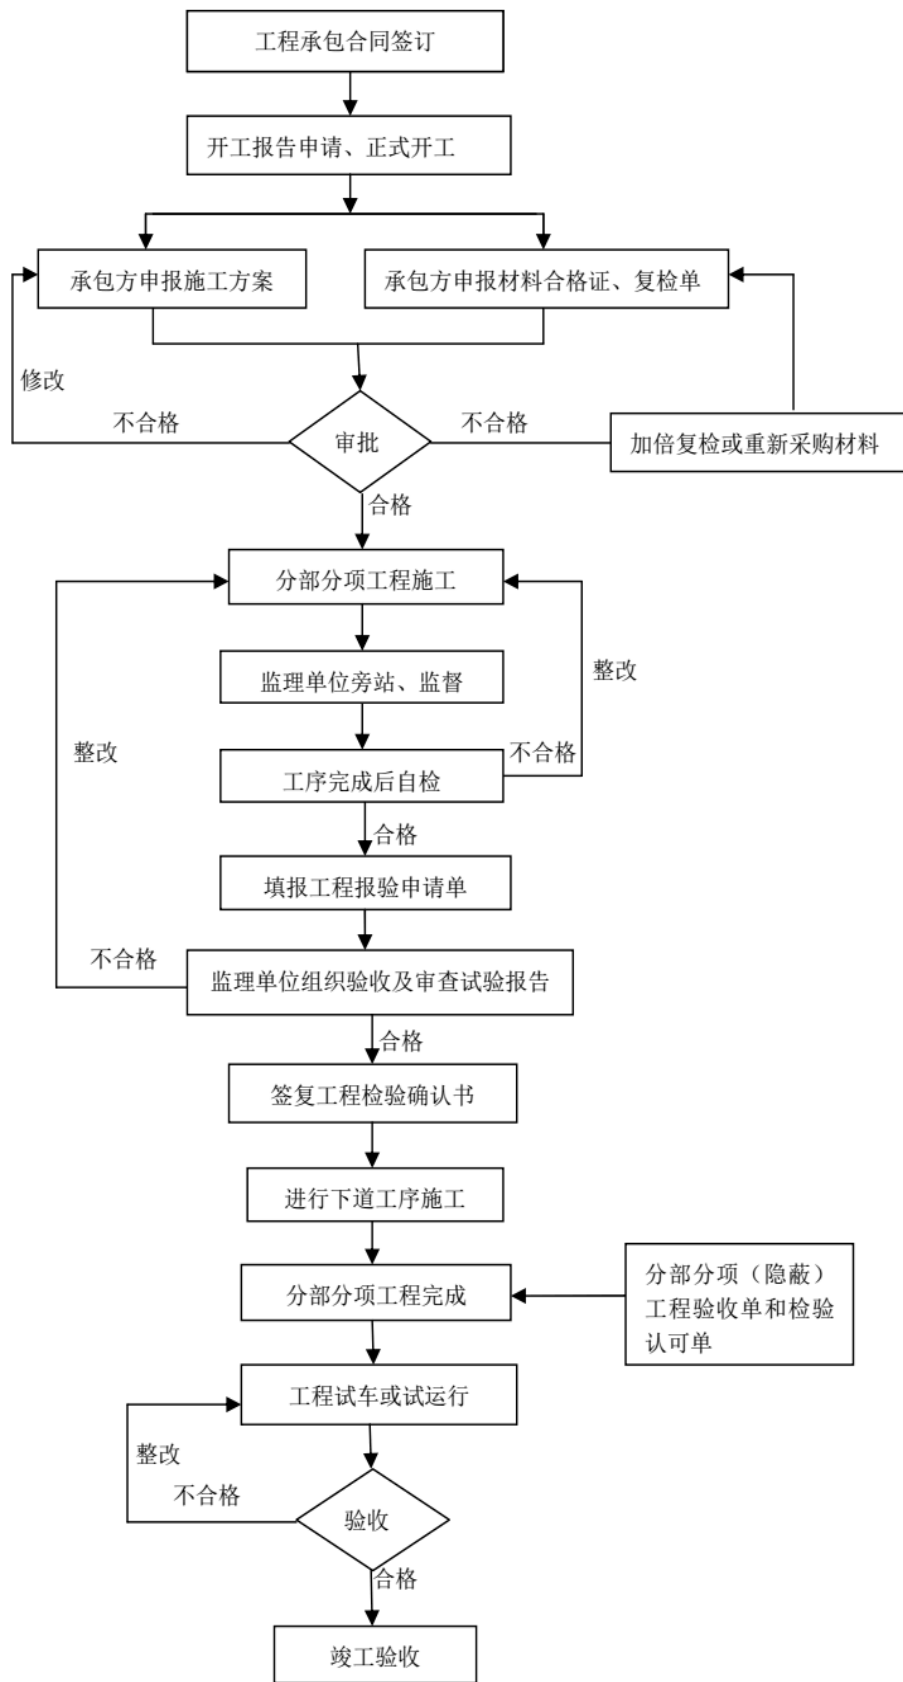 工程承包合同签订
开工报告申请、正式开工
承包方申报施工方案
承包方申报材料合格证、复检单
修改
不合格
审批
不合格
加倍复检或重新采购材料
合格
分部分项工程施工
监理单位旁站、监督
整改
整改
不合格
工序完成后自检
合格
填报工程报验申请单
不合格
监理单位组织验收及审查试验报告
合格
签复工程检验确认书
进行下道工序施工
分部分项工程完成
分部分项（隐蔽）
工程验收单和检验
认可单
工程试车或试运行
整改
不合格
验收
合格
竣工验收